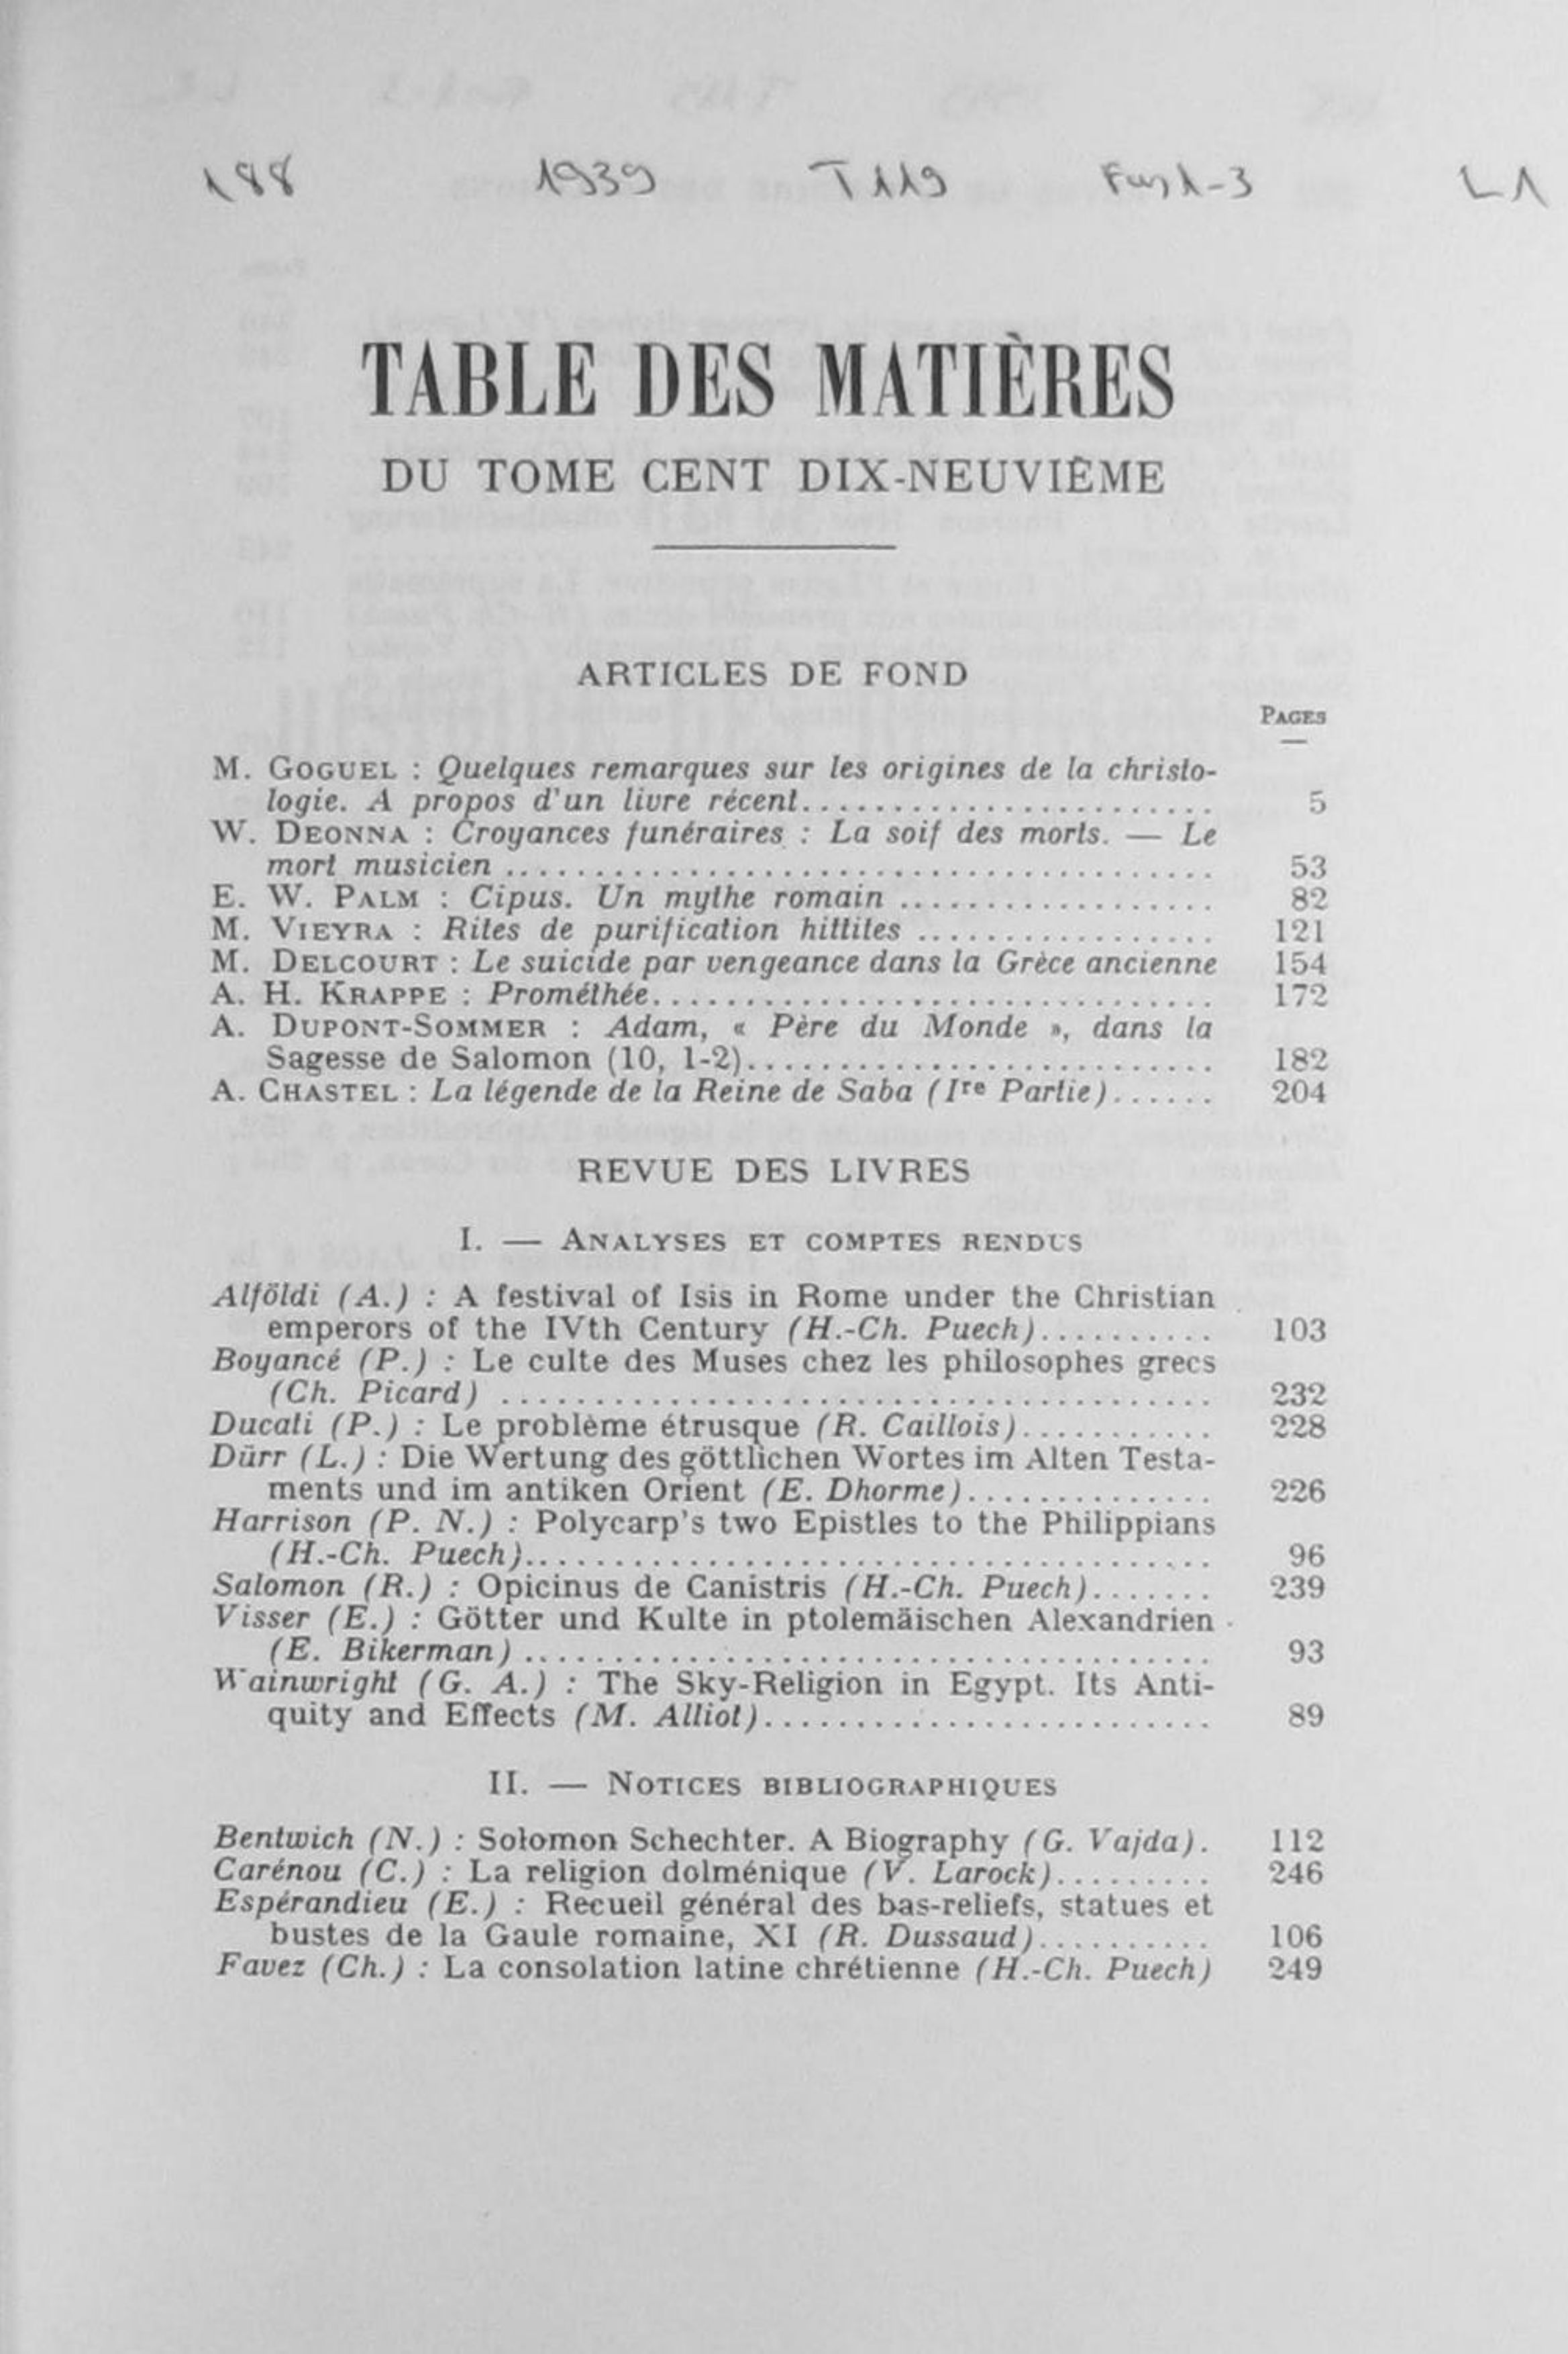 188 1939 T119 Fas 1-3 L1
TABLE DES MATIÈRES
DU TOME CENT DIX-NEUVIÈME
ARTICLES DE FOND
PAGES
M. GOGUEL : Quelques remarques sur les origines de la christo-
logie. A propos d'un livre récent....................... 5
W. DEONNA : Croyances funéraires : La soif des morts. — Le
mort musicien ........................................ 53
E. W. PALM : Cipus. Un mythe romain .................. 82
M. VIEYRA : Rites de purification hittites ................. 121
M. DELCOURT : Le suicide par vengeance dans la Grèce ancienne 154
A. H. KRAPPE : Prométhée................................ 172
A. DUPONT-SOMMER : Adam, « Père du Monde », dans la
Sagesse de Salomon (10, 1-2).......................... 182
A. CHASTEL : La légende de la Reine de Saba (Ire Partie)...... 204
REVUE DES LIVRES
I. — ANALYSES ET COMPTES RENDUS
Alföldi (A.) : A festival of Isis in Rome under the Christian
emperors of the IVth Century (H.-Ch. Puech).......... 103
Boyancé (P.) : Le culte des Muses chez les philosophes grecs
(Ch. Picard) ........................................ 232
Ducati (P.) : Le problème étrusque (R. Caillois)........... 228
Dürr (L.) : Die Wertung des göttlichen Wortes im Alten Testa-
ments und im antiken Orient (E. Dhorme).............. 226
Harrison (P. N.) : Polycarp's two Epistles to the Philippians
(H.-Ch. Puech)....................................... 96
Salomon (R.) : Opicinus de Canistris (H.-Ch. Puech)....... 239
Visser (E.) : Götter und Kulte in ptolemäischen Alexandrien
(E. Bikerman) ....................................... 93
Wainwright (G. A.) : The Sky-Religion in Egypt. Its Anti-
quity and Effects (M. Alliot)......................... 89
II. — NOTICES BIBLIOGRAPHIQUES
Bentwich (N.) : Solomon Schechter. A Biography (G. Vajda). 112
Carénou (C.) : La religion dolménique (V. Larock)......... 246
Espérandieu (E.) : Recueil général des bas-reliefs, statues et
bustes de la Gaule romaine, XI (R. Dussaud).......... 106
Favez (Ch.) : La consolation latine chrétienne (H.-Ch. Puech) 249